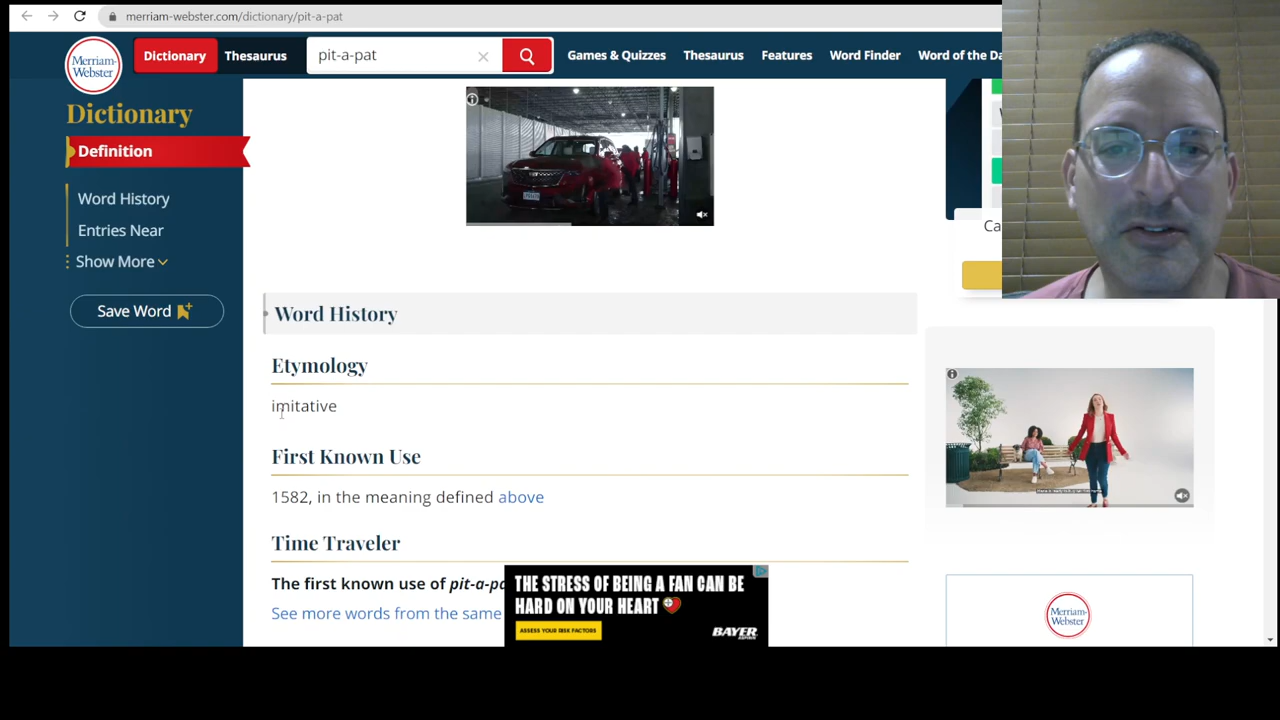 merriam-webster.com/dictionary/pit-a-pat
Merriam-
Webster
Dictionary
Thesaurus
pit-a-pat
Games & Quizzes
Thesaurus
Features
Word Finder
Word of the Da
Dictionary
Definition
Word History
Entries Near
Show More
Save Word
Ca
Word History
Etymology
imitative
First Known Use
1582, in the meaning defined above
Time Traveler
The first known use of pit-a-pa
See more words from the same
THE STRESS OF BEING A FAN CAN BE
HARD ON YOUR HEART
ASSESS YOUR RISK FACTORS
BAYER
Merriam-
Webster